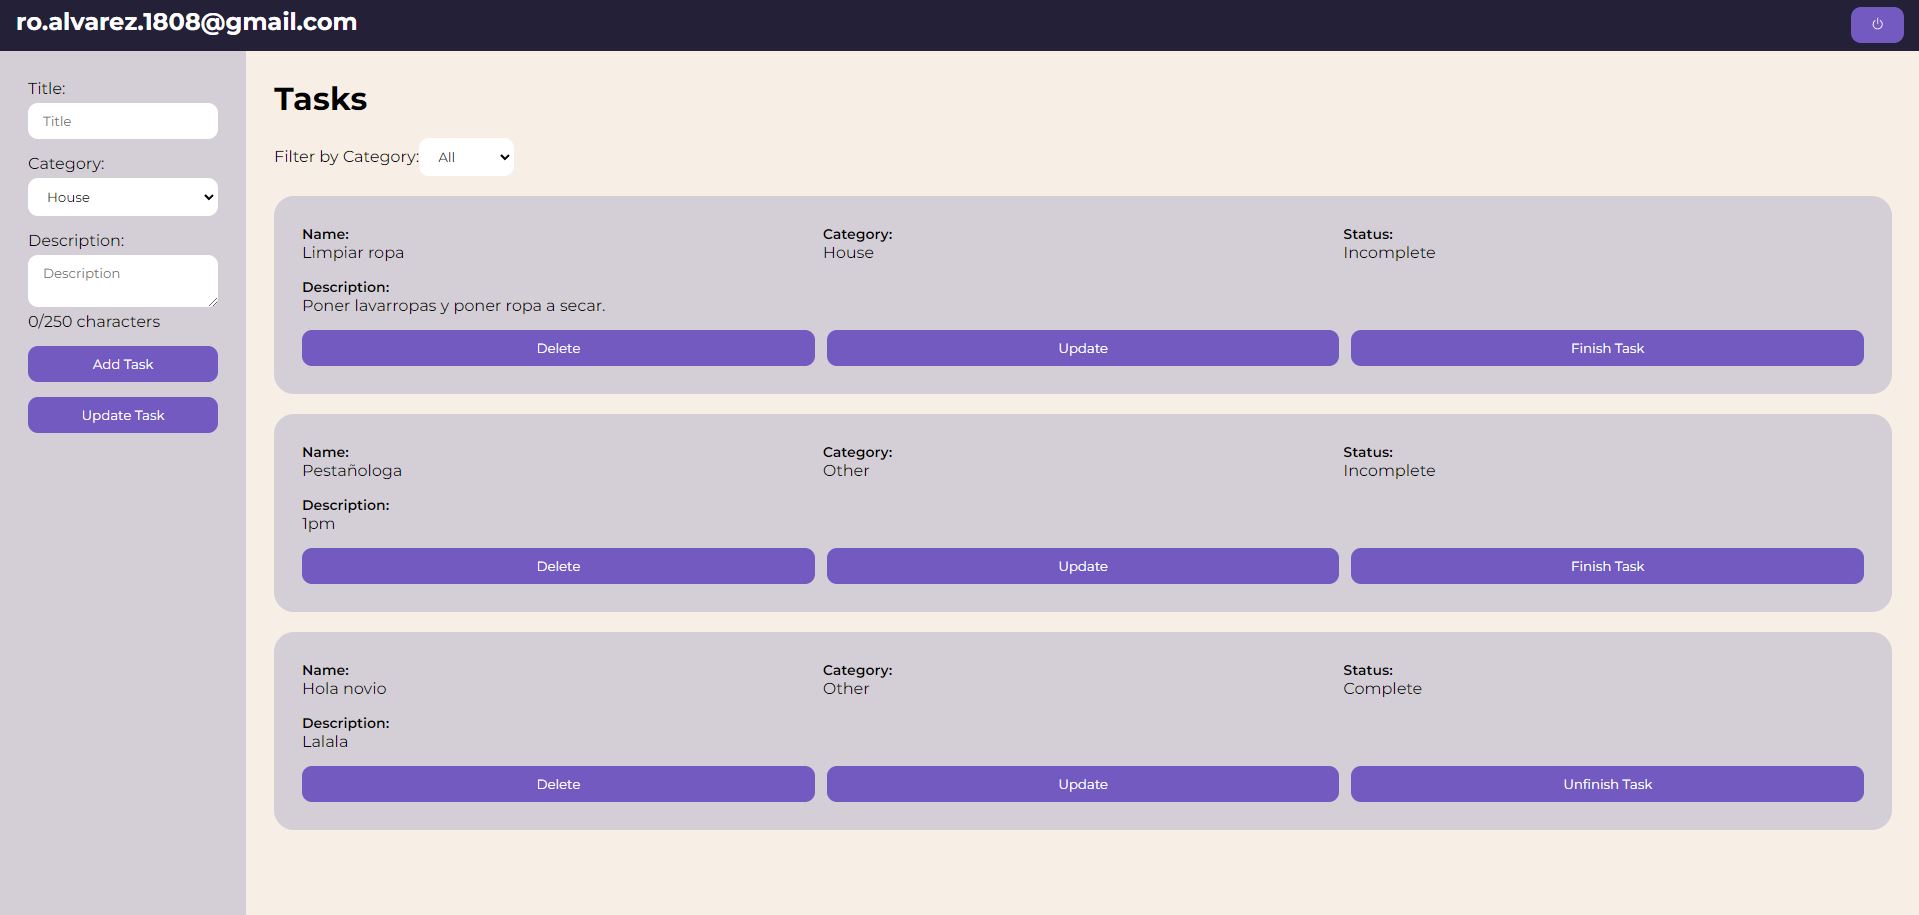 ro.alvarez.1808@gmail.com
Title:
Title
Category:
House
Description:
Description
0/250 characters
Add Task
Update Task
Tasks
Filter by Category: All
Name: Category: Status:
Limpiar ropa House Incomplete
Description:
Poner lavarropas y poner ropa a secar.
Delete Update Finish Task
Name: Category: Status:
Pestañologa Other Incomplete
Description:
1pm
Delete Update Finish Task
Name: Category: Status:
Hola novio Other Complete
Description:
Lalala
Delete Update Unfinish Task